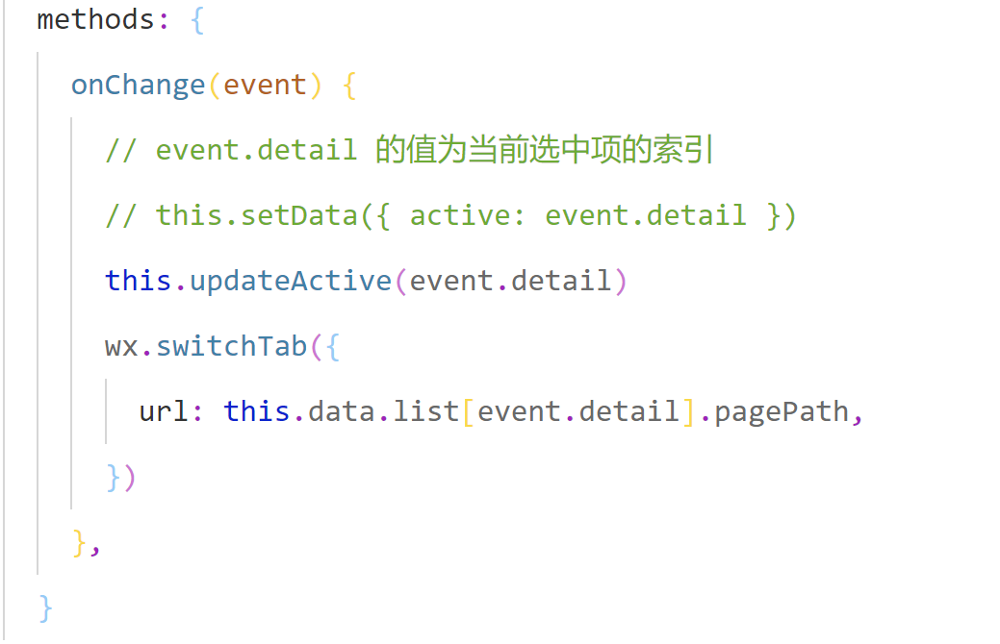 methods: {
onChange(event) {
// event.detail 的值为当前选中项的索引
// this.setData({ active: event.detail })
this.updateActive(event.detail)
wx.switchTab({
url: this.data.list[event.detail].pagePath,
})
},
}